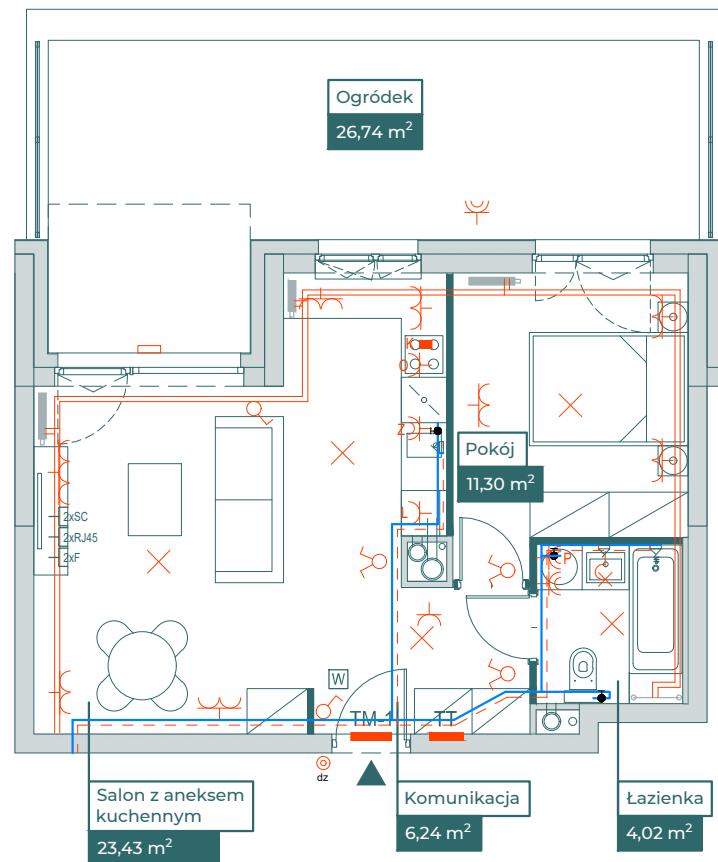 Ogródek
26,74 m²
K
O
Z
Pokój
11,30 m²
L
2xSC
2xRJ45
2xF
P
W
TM-1
TT
dz
Salon z aneksem
kuchennym
23,43 m²
Komunikacja
6,24 m²
Łazienka
4,02 m²